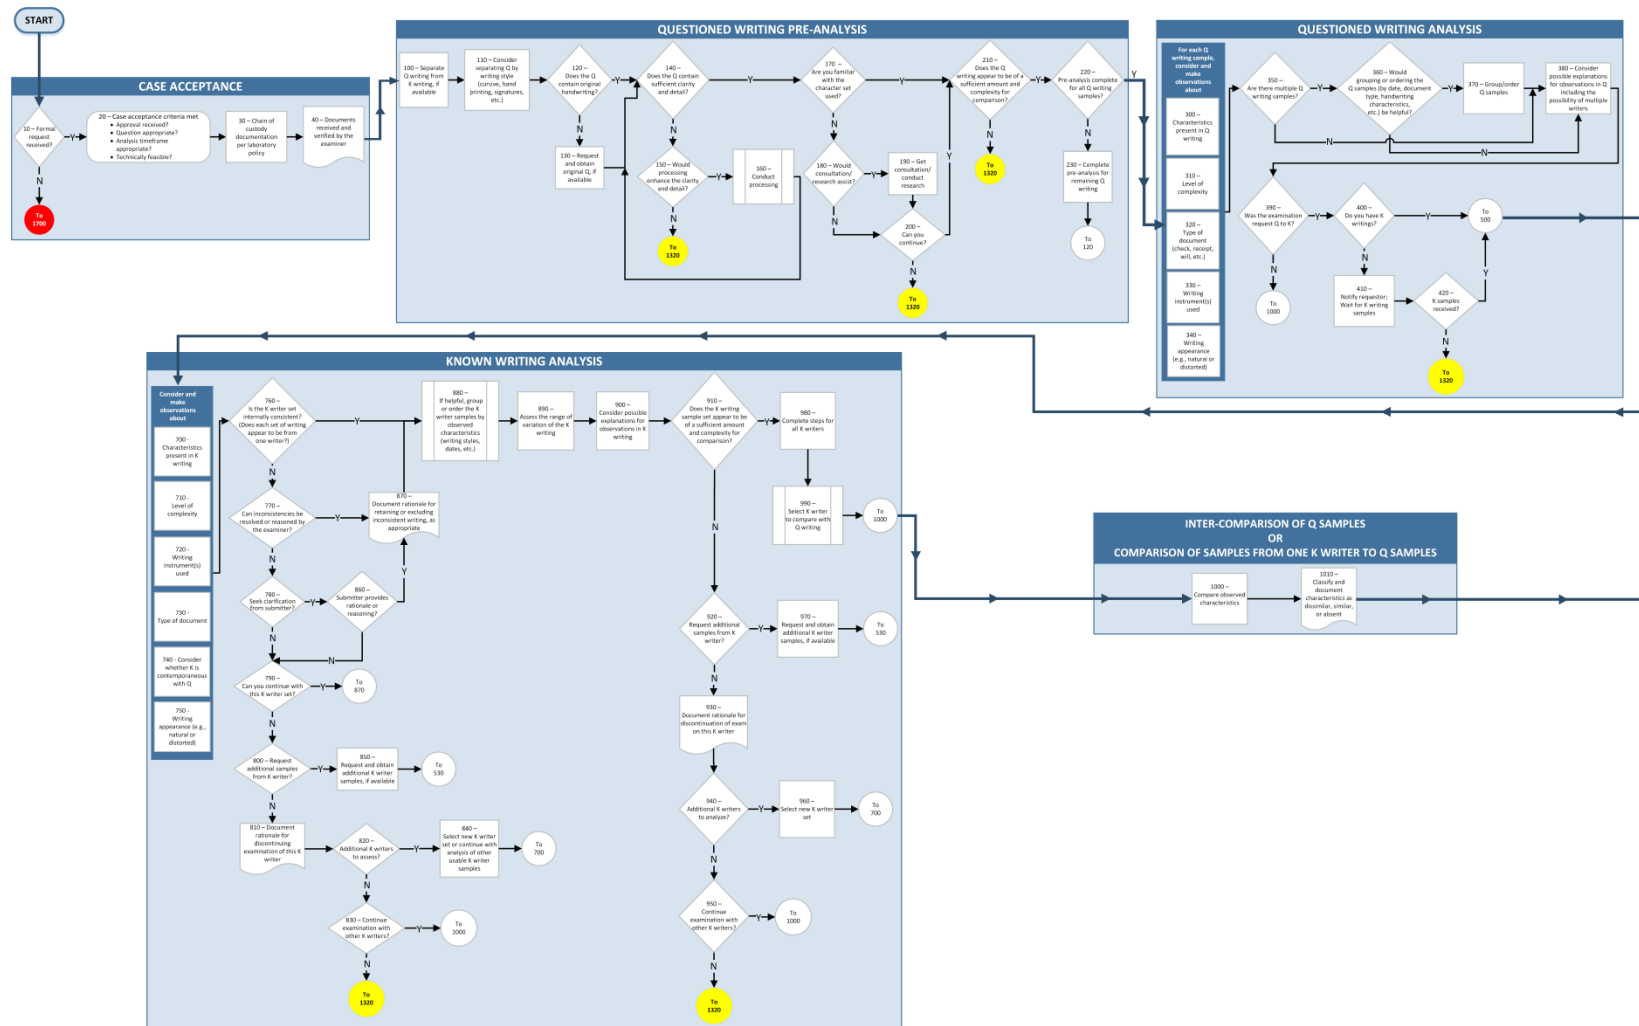 START
CASE ACCEPTANCE
10 – Formal
request
received?
Y
N
To
1700
20 – Case acceptance criteria met
• Approval received?
• Question appropriate?
• Analysis timeframe
appropriate?
• Technically feasible?
30 – Chain of
custody
documentation
per laboratory
policy
40 – Documents
received and
verified by the
examiner
QUESTIONED WRITING PRE-ANALYSIS
100 – Separate
Q writing from
K writing, if
available
110 – Consider
separating Q by
writing style
(cursive, hand
printing, signatures,
etc.)
120 –
Does the Q
contain original
handwriting?
Y
N
130 – Request
and obtain
original Q, if
available
140 –
Does the Q contain
sufficient clarity
and detail?
Y
N
150 – Would
processing
enhance the clarity
and detail?
Y
N
To
1320
160 –
Conduct
processing
170 –
Are you familiar
with the
character set
used?
Y
N
180 – Would
consultation/
research assist?
Y
N
190 – Get
consultation/
conduct
research
200 –
Can you
continue?
Y
N
To
1320
210 –
Does the Q
writing appear to be of a
sufficient amount and
complexity for
comparison?
Y
N
To
1320
220 –
Pre-analysis complete
for all Q writing
samples?
Y
N
230 – Complete
pre-analysis for
remaining Q
writing
To
120
QUESTIONED WRITING ANALYSIS
For each Q
writing sample,
consider and
make
observations
about
300 –
Characteristics
present in Q
writing
310 –
Level of
complexity
320 –
Type of
document
(check, receipt,
will, etc.)
330 –
Writing
instrument(s)
used
340 –
Writing
appearance
(e.g., natural or
distorted)
350 –
Are there multiple Q
writing samples?
Y
N
360 – Would
grouping or ordering the
Q samples (by date, document
type, handwriting
characteristics,
etc.) be helpful?
Y
N
370 – Group/order
Q samples
380 – Consider
possible explanations
for observations in Q
including the
possibility of multiple
writers
390 –
Was the examination
request Q to K?
Y
N
To
1000
400 –
Do you have K
writings?
Y
N
To
500
410 –
Notify requestor;
Wait for K writing
samples
420 –
K samples
received?
Y
N
To
1320
KNOWN WRITING ANALYSIS
Consider and
make
observations
about
700 -
Characteristics
present in K
writing
710 -
Level of
complexity
720 -
Writing
instrument(s)
used
730 -
Type of document
740 - Consider
whether K is
contemporaneous
with Q
750 -
Writing
appearance (e.g.,
natural or
distorted)
760 –
Is the K writer set
internally consistent?
(Does each set of writing
appear to be from
one writer?)
Y
N
770 –
Can inconsistencies be
resolved or reasoned by
the examiner?
Y
N
780 –
Seek clarification
from submitter?
Y
N
860 –
Submitter provides
rationale or
reasoning?
Y
N
870 –
Document rationale for
retaining or excluding
inconsistent writing, as
appropriate
790 –
Can you continue with
this K writer set?
Y
To
870
N
800 – Request
additional samples
from K writer?
Y
850 –
Request and obtain
additional K writer
samples, if available
To
530
N
810 – Document
rationale for
discontinuing
examination of this K
writer
820 –
Additional K writers
to assess?
Y
840 –
Select new K writer
set or continue with
analysis of other
usable K writer
samples
To
700
N
830 – Continue
examination with
other K writers?
Y
To
1000
N
To
1320
880 –
If helpful, group
or order the K
writer samples by
observed
characteristics
(writing styles,
dates, etc.)
890 –
Assess the range of
variation of the K
writing
900 –
Consider possible
explanations for
observations in K
writing
910 –
Does the K writing
sample set appear to be
of a sufficient amount
and complexity for
comparison?
Y
N
980 –
Complete steps for
all K writers
990 –
Select K writer
to compare with
Q writing
To
1000
920 –
Request additional
samples from K
writer?
Y
970 –
Request and obtain
additional K writer
samples, if available
To
530
N
930 –
Document rationale for
discontinuation of exam
on this K writer
940 –
Additional K writers
to analyze?
Y
960 –
Select new K writer
set
To
700
N
950 –
Continue
examination with
other K writers?
Y
To
1000
N
To
1320
INTER-COMPARISON OF Q SAMPLES
OR
COMPARISON OF SAMPLES FROM ONE K WRITER TO Q SAMPLES
1000 –
Compare observed
characteristics
1010 –
Classify and
document
characteristics as
dissimilar, similar,
or absent